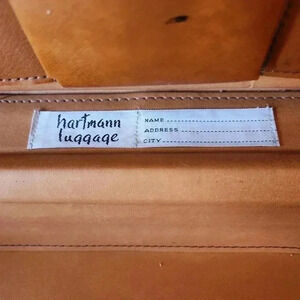 hartmann
luggage
NAME
ADDRESS
CITY